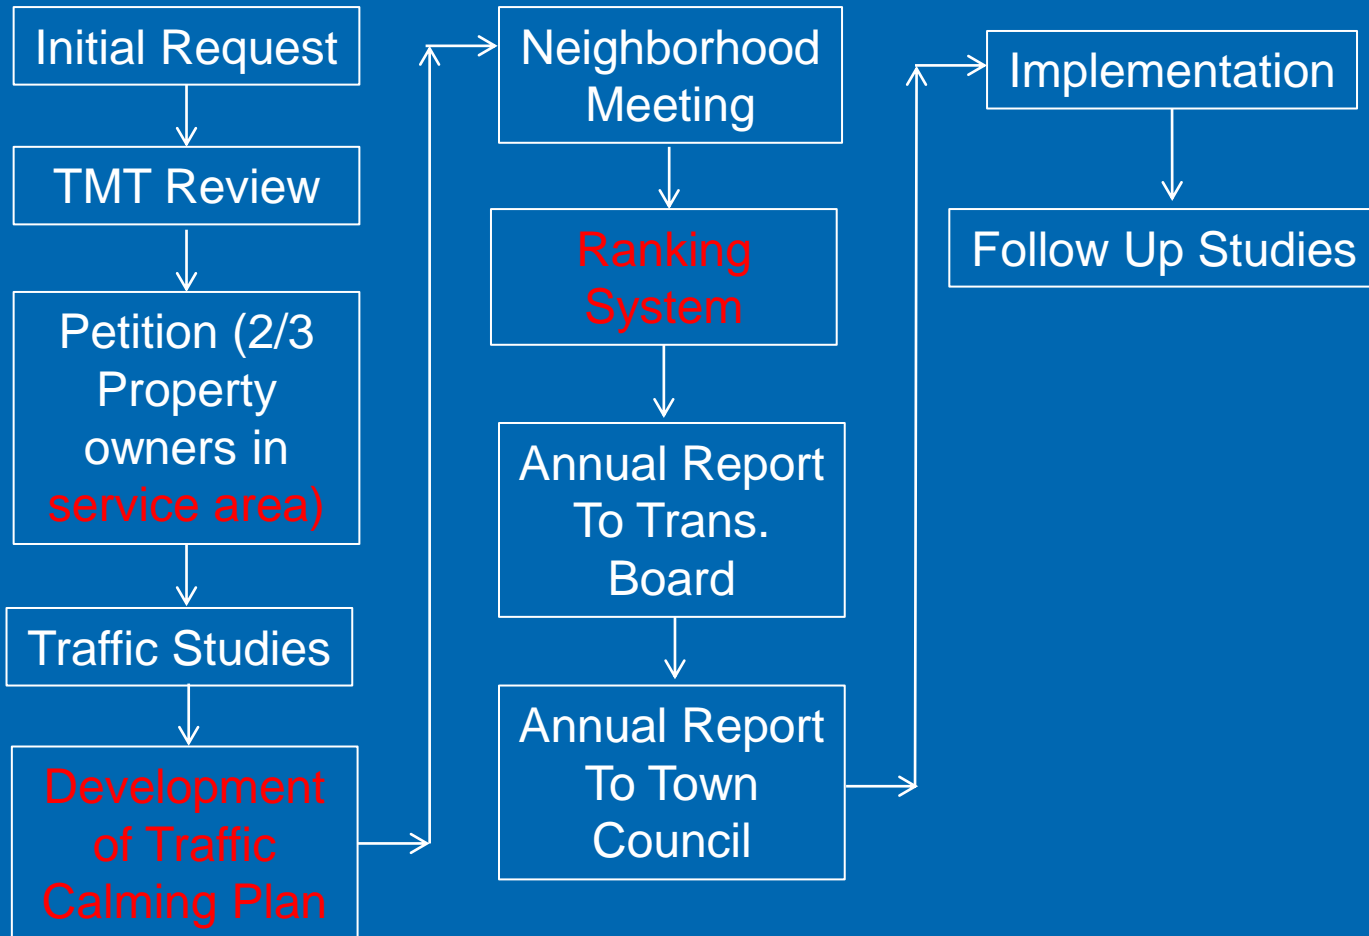 Initial Request
TMT Review
Petition (2/3
Property
owners in
service area)
Traffic Studies
Development
of Traffic
Calming Plan
Neighborhood
Meeting
Ranking
System
Annual Report
To Trans.
Board
Annual Report
To Town
Council
Implementation
Follow Up Studies